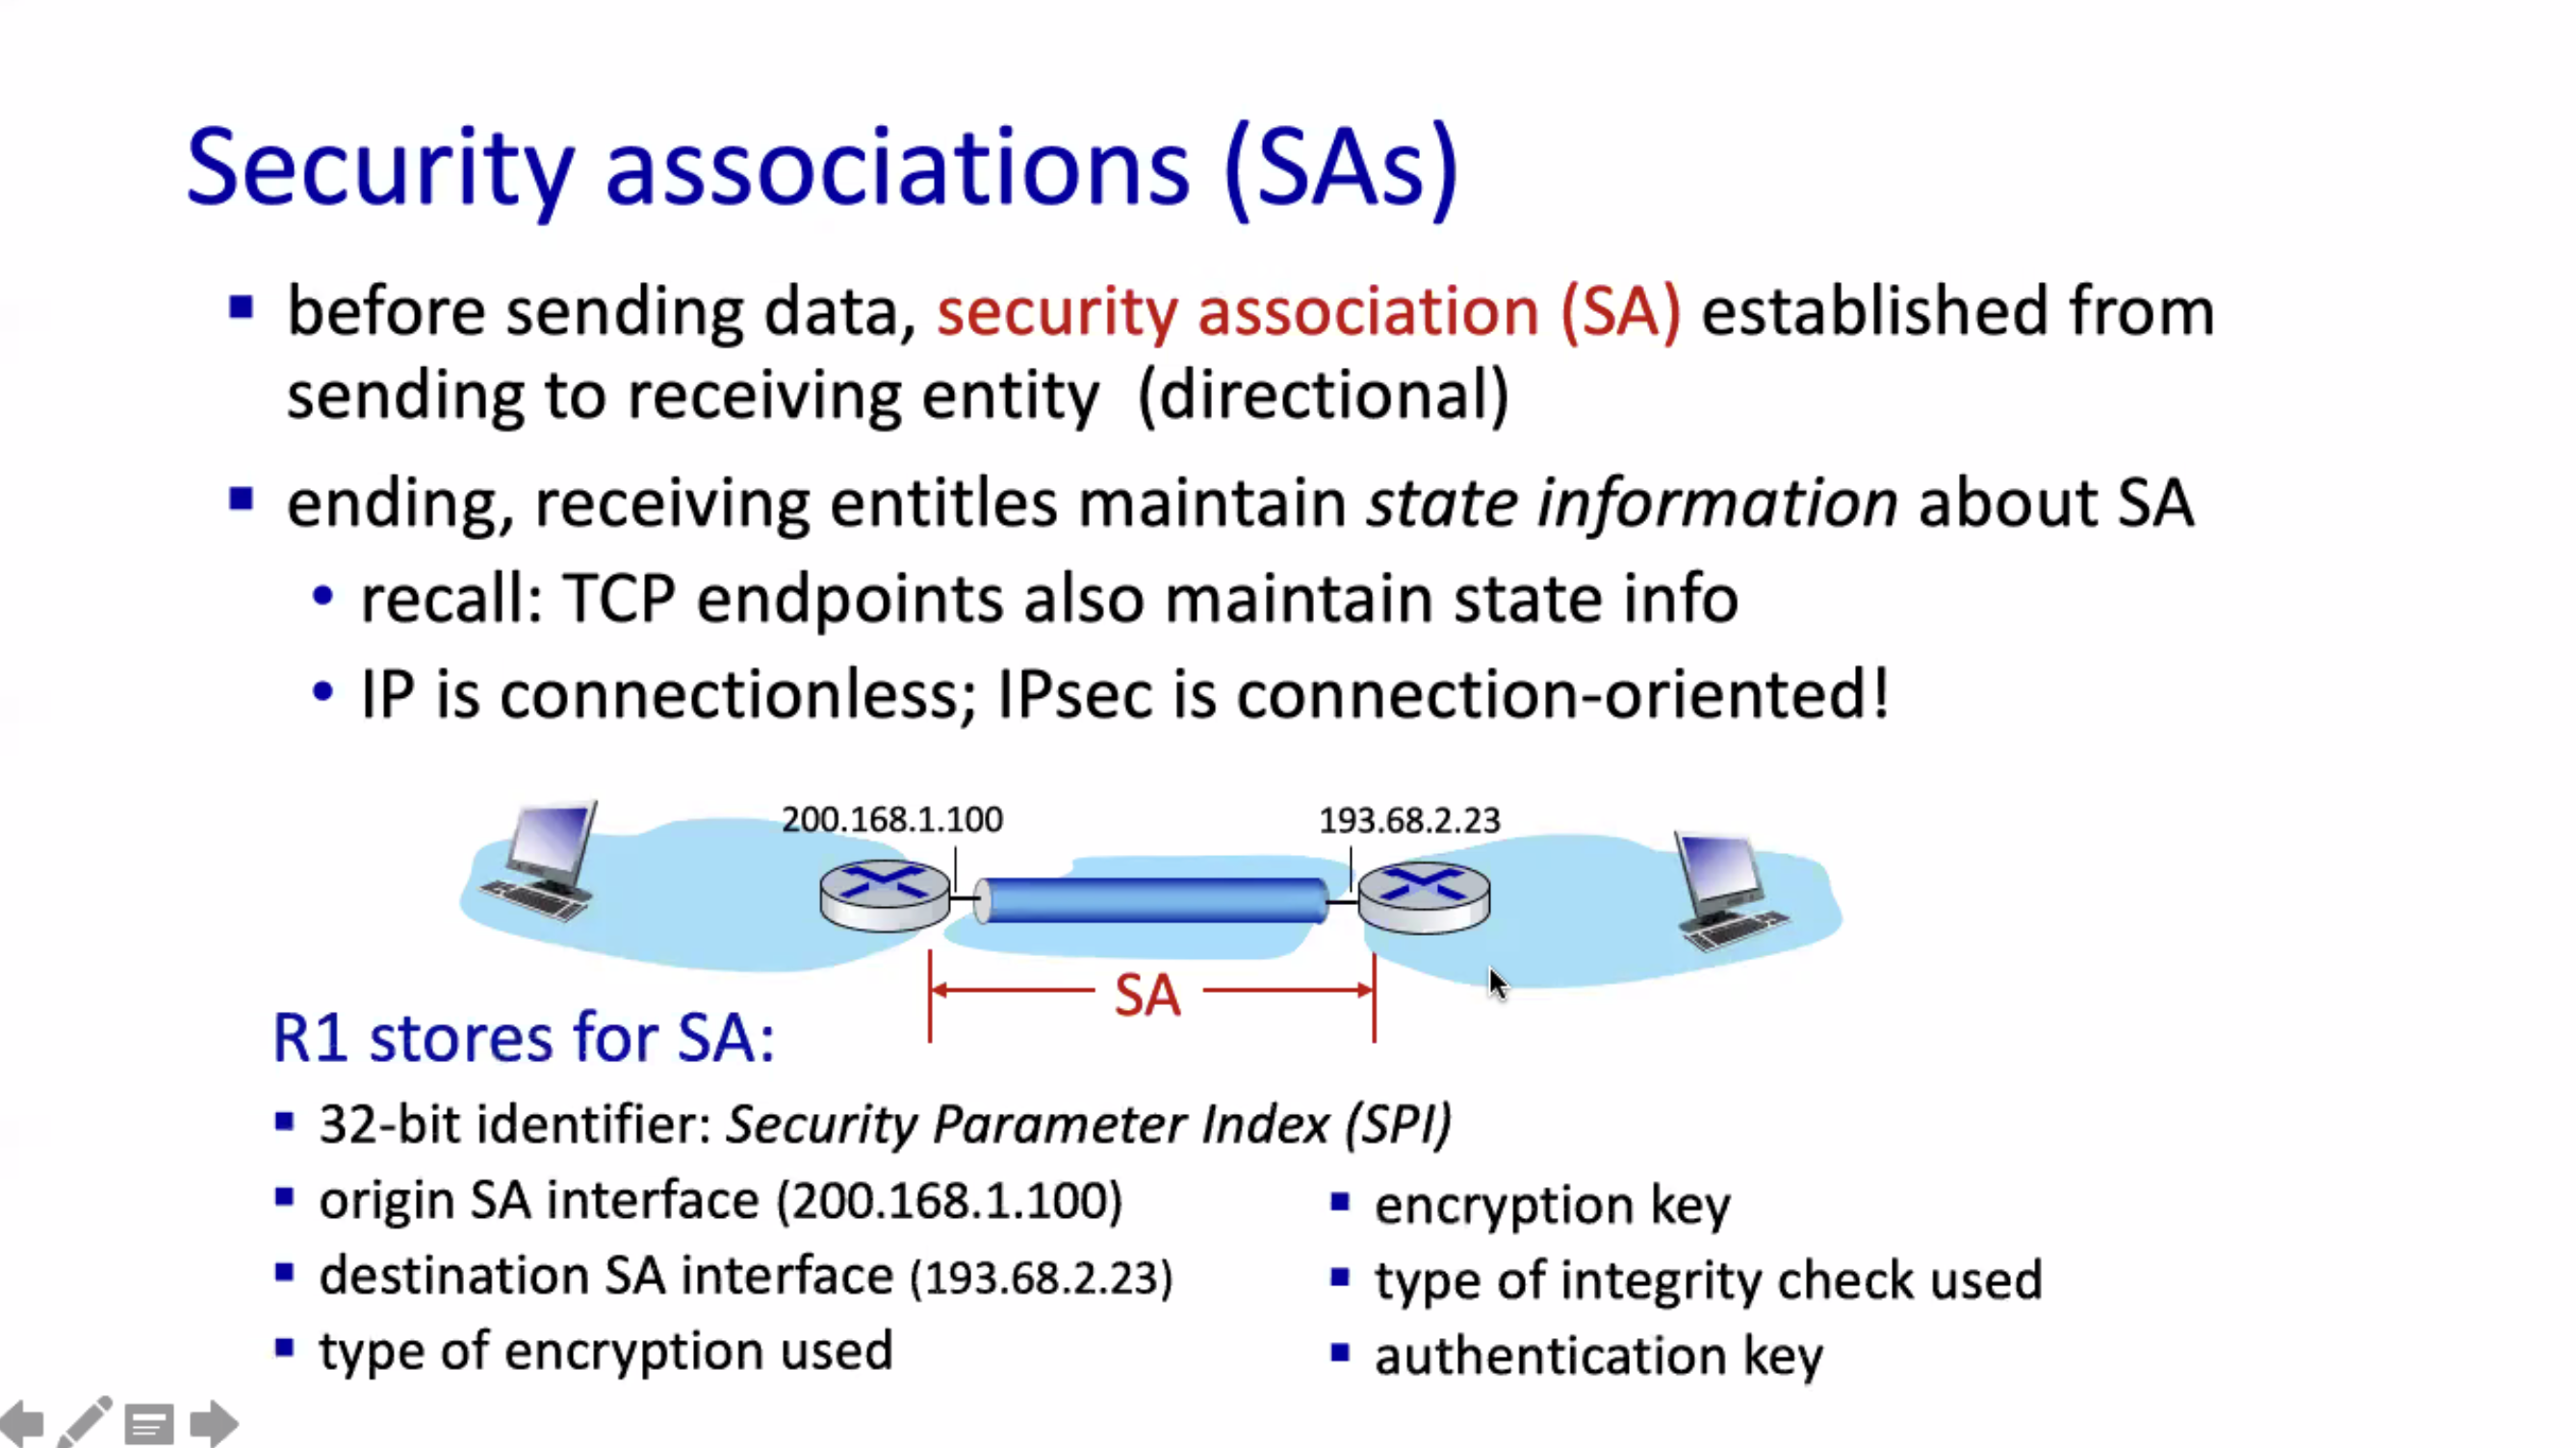 Security associations (SAs)
before sending data, security association (SA) established from
sending to receiving entity (directional)
ending, receiving entitles maintain state information about SA
recall: TCP endpoints also maintain state info
IP is connectionless; IPsec is connection-oriented!
200.168.1.100
193.68.2.23
SA
R1 stores for SA:
32-bit identifier: Security Parameter Index (SPI)
origin SA interface (200.168.1.100)
destination SA interface (193.68.2.23)
type of encryption used
encryption key
type of integrity check used
authentication key